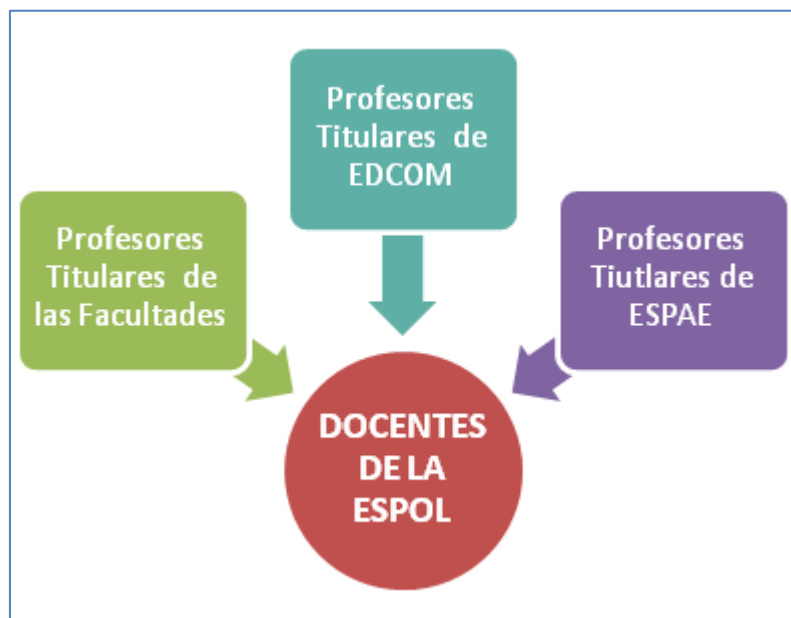 Profesores
Titulares de
EDCOM
Profesores
Titulares de
las Facultades
Profesores
Tiutlares de
ESPAE
DOCENTES
DE LA
ESPOL